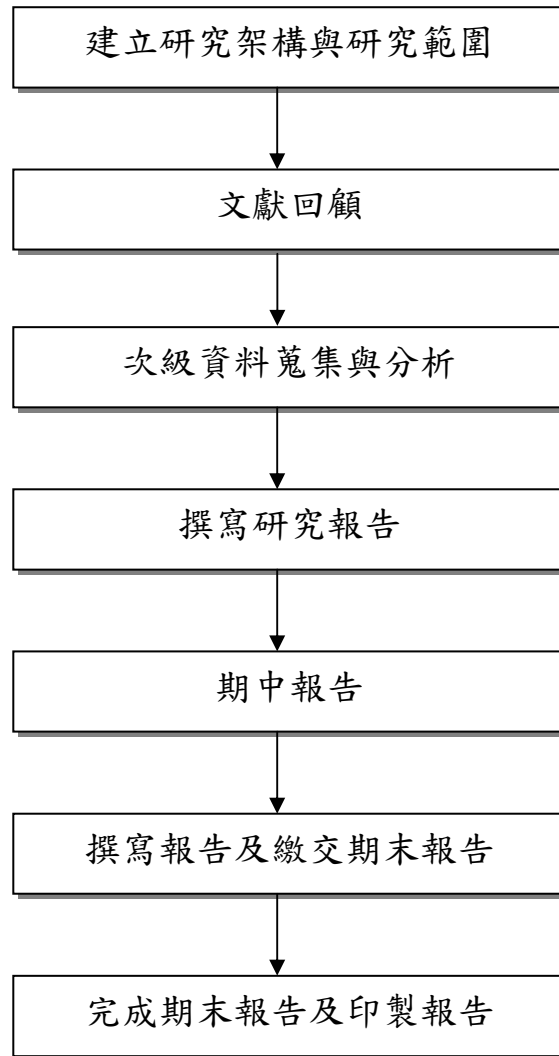 建立研究架構與研究範圍
文獻回顧
次級資料蒐集與分析
撰寫研究報告
期中報告
撰寫報告及繳交期末報告
完成期末報告及印製報告